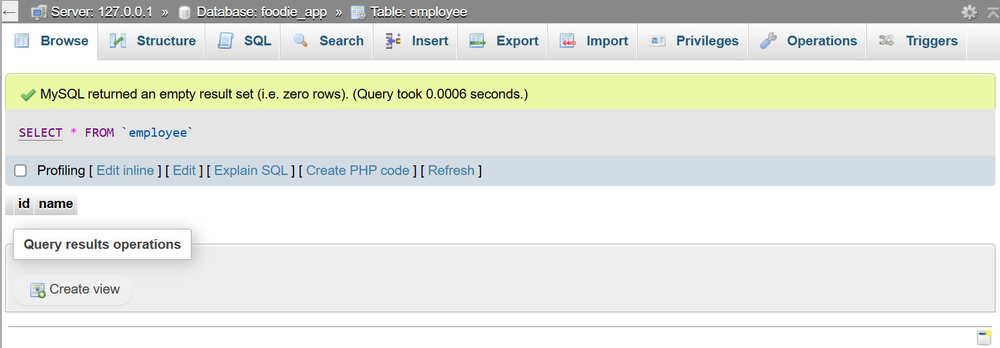 Server: 127.0.0.1 » Database: foodie_app » Table: employee
Browse Structure SQL Search Insert Export Import Privileges Operations Triggers
MySQL returned an empty result set (i.e. zero rows). (Query took 0.0006 seconds.)
SELECT * FROM `employee`
Profiling [ Edit inline ] [ Edit ] [ Explain SQL ] [ Create PHP code ] [ Refresh ]
id name
Query results operations
Create view